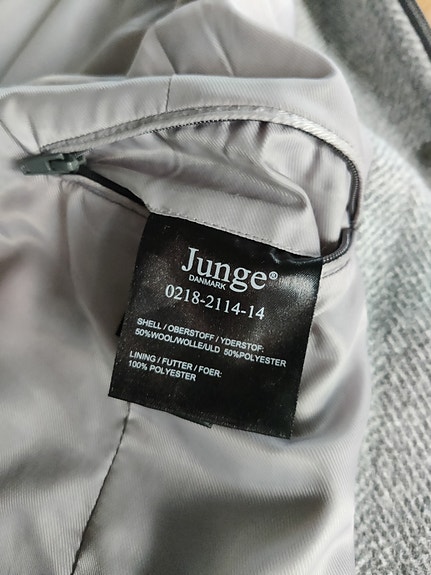 Junge®
DANMARK
0218-2114-14
SHELL / OBERSTOFF / YDERSTOF:
50%WOOL/WOLLE/ULD 50%POLYESTER
LINING / FUTTER / FOER:
100% POLYESTER